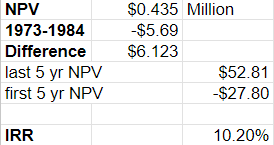 NPV $0.435 Million
1973-1984 -$5.69
Difference $6.123
last 5 yr NPV $52.81
first 5 yr NPV -$27.80
IRR 10.20%